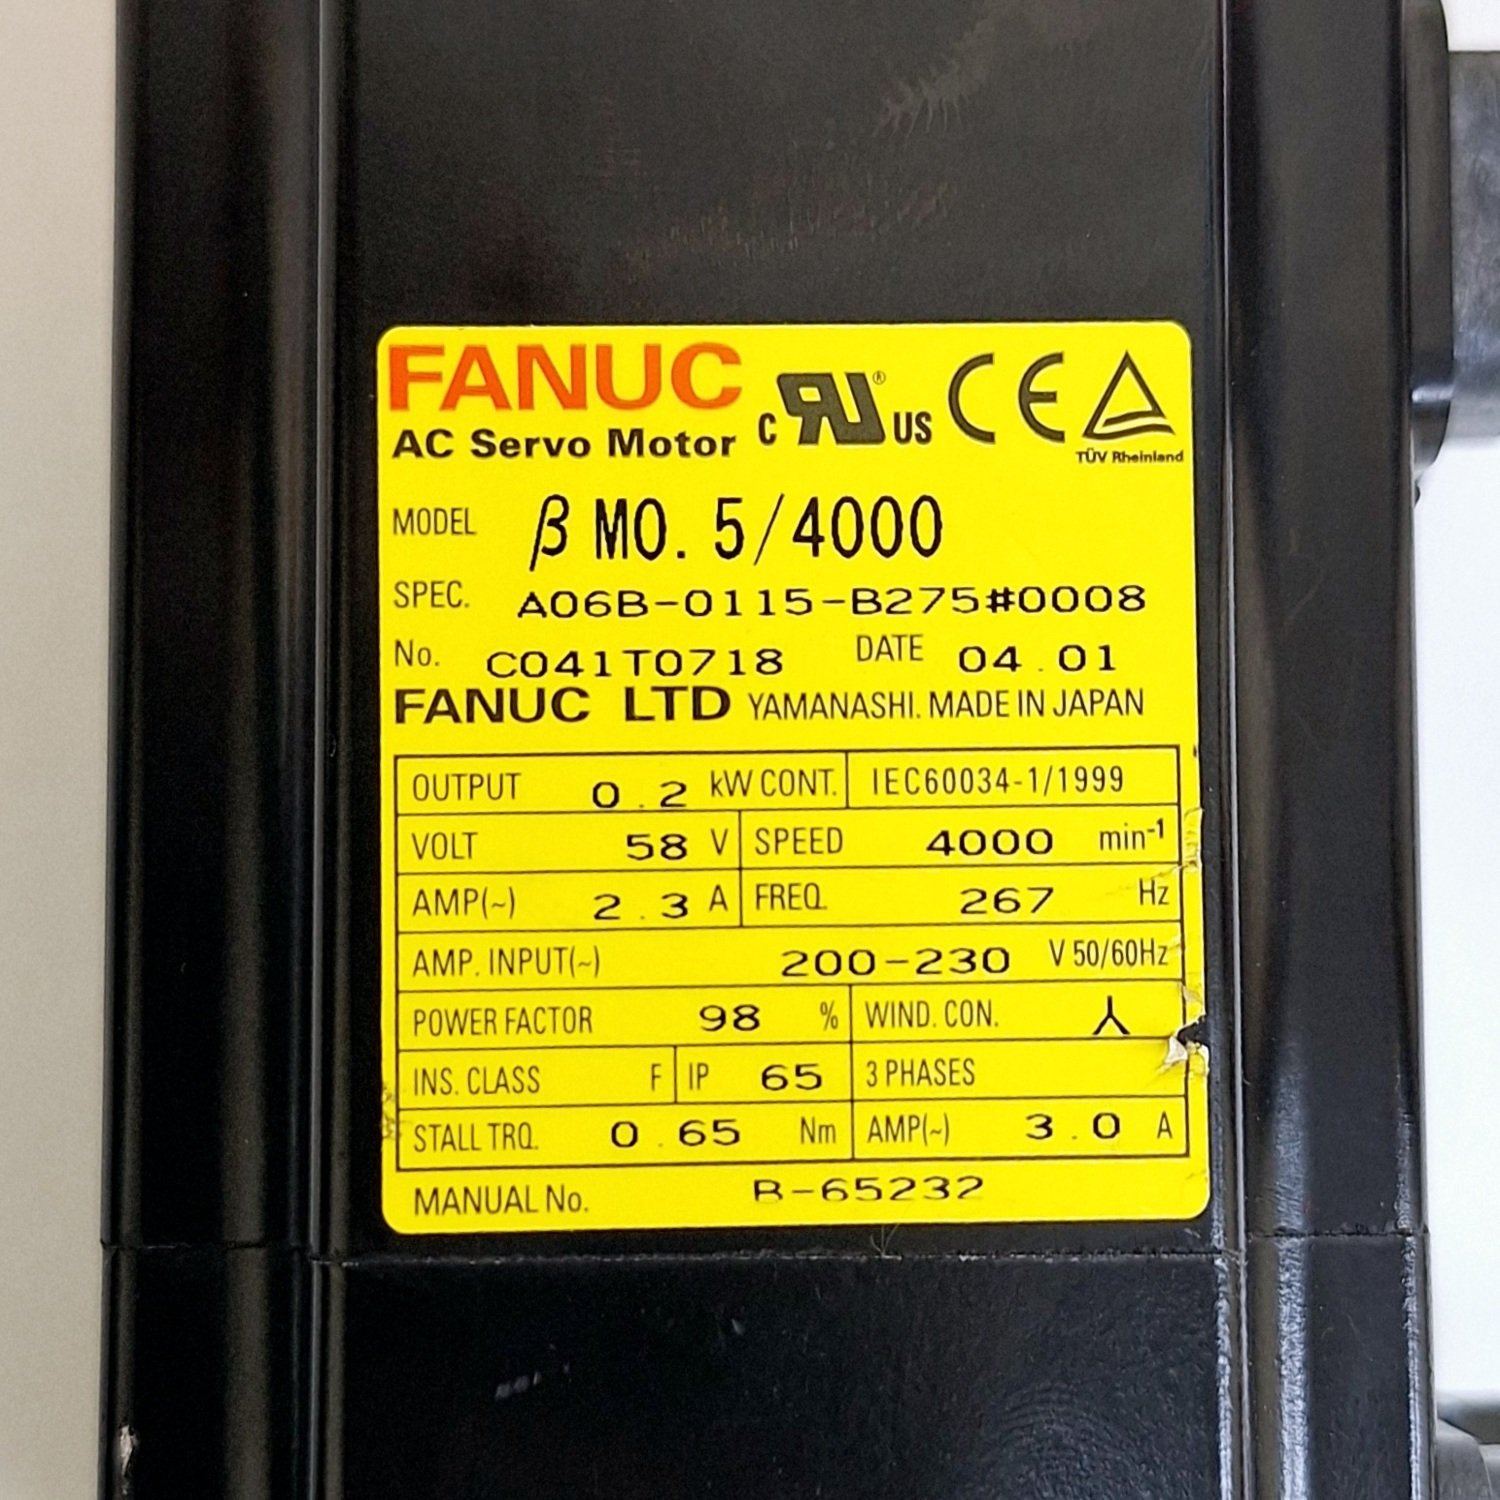 FANUC
AC Servo Motor
c RU ® US CE
TÜV Rheinland
MODEL β M0.5/4000
SPEC. A06B-0115-B275#0008
No. C041T0718 DATE 04.01
FANUC LTD YAMANASHI. MADE IN JAPAN
OUTPUT 0.2 kW CONT. IEC60034-1/1999
VOLT 58 V SPEED 4000 min-1
AMP(~) 2.3 A FREQ. 267 Hz
AMP. INPUT(~) 200-230 V 50/60Hz
POWER FACTOR 98 % WIND. CON. 人
INS. CLASS F IP 65 3 PHASES
STALL TRQ. 0.65 Nm AMP(~) 3.0 A
MANUAL No. B-65232